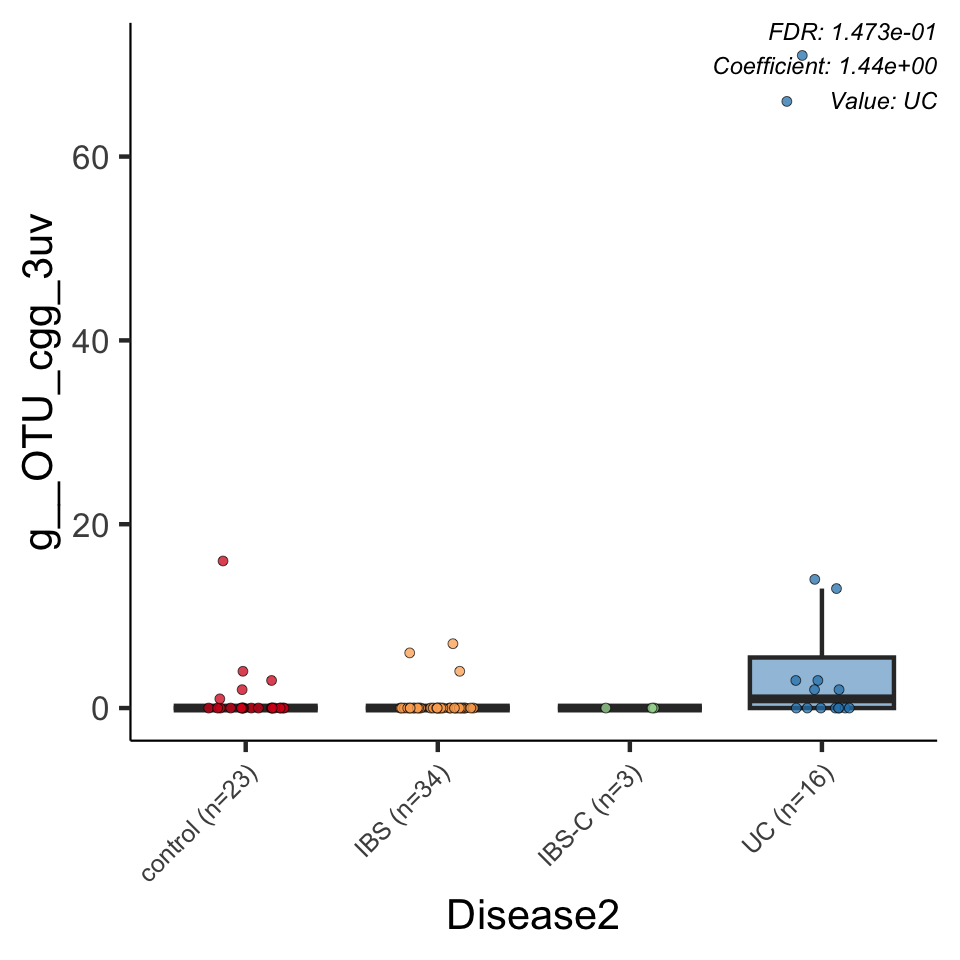 FDR: 1.473e-01
Coefficient: 1.44e+00
Value: UC
g__OTU_cgg_3uv
60
40
20
0
control (n=23)
IBS (n=34)
IBS-C (n=3)
UC (n=16)
Disease2